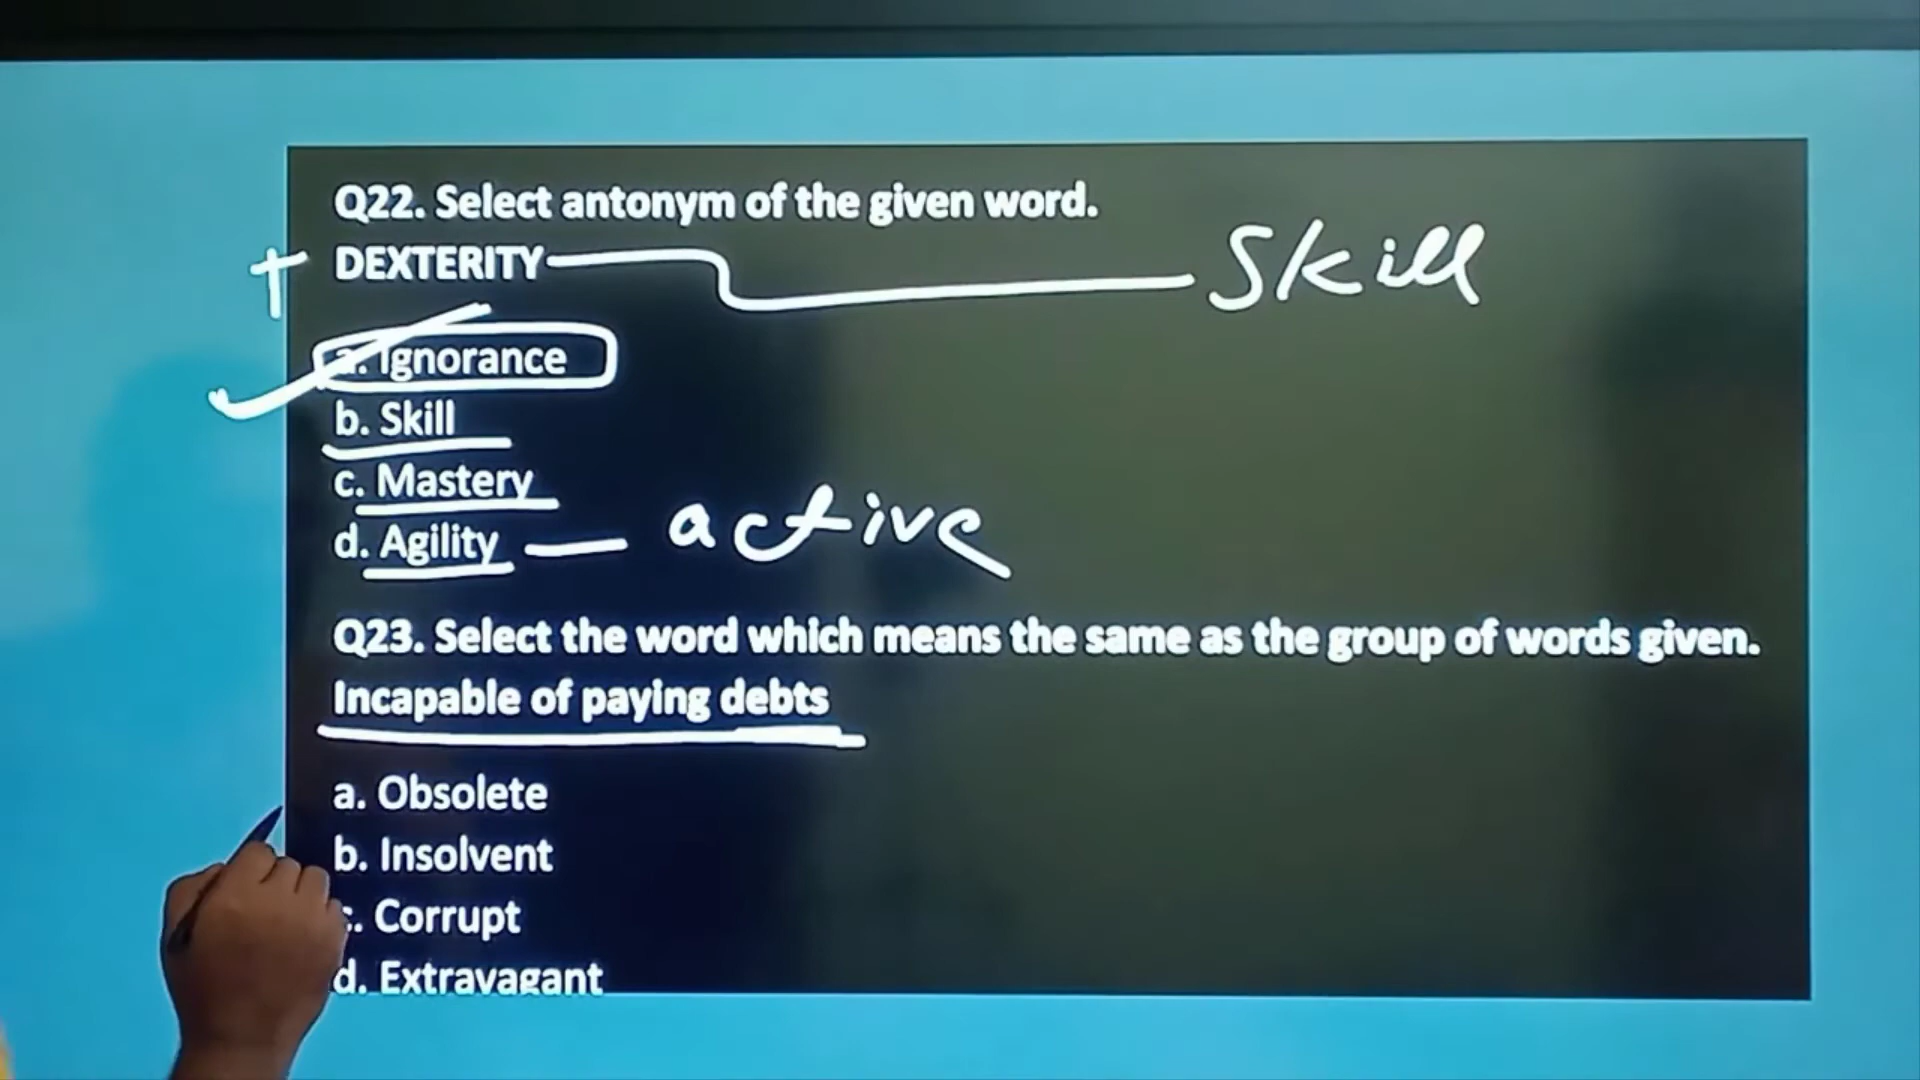 Q22. Select antonym of the given word.
+ DEXTERITY Skill
a. Ignorance
b. Skill
c. Mastery
d. Agility — active
Q23. Select the word which means the same as the group of words given.
Incapable of paying debts
a. Obsolete
b. Insolvent
c. Corrupt
d. Extravagant